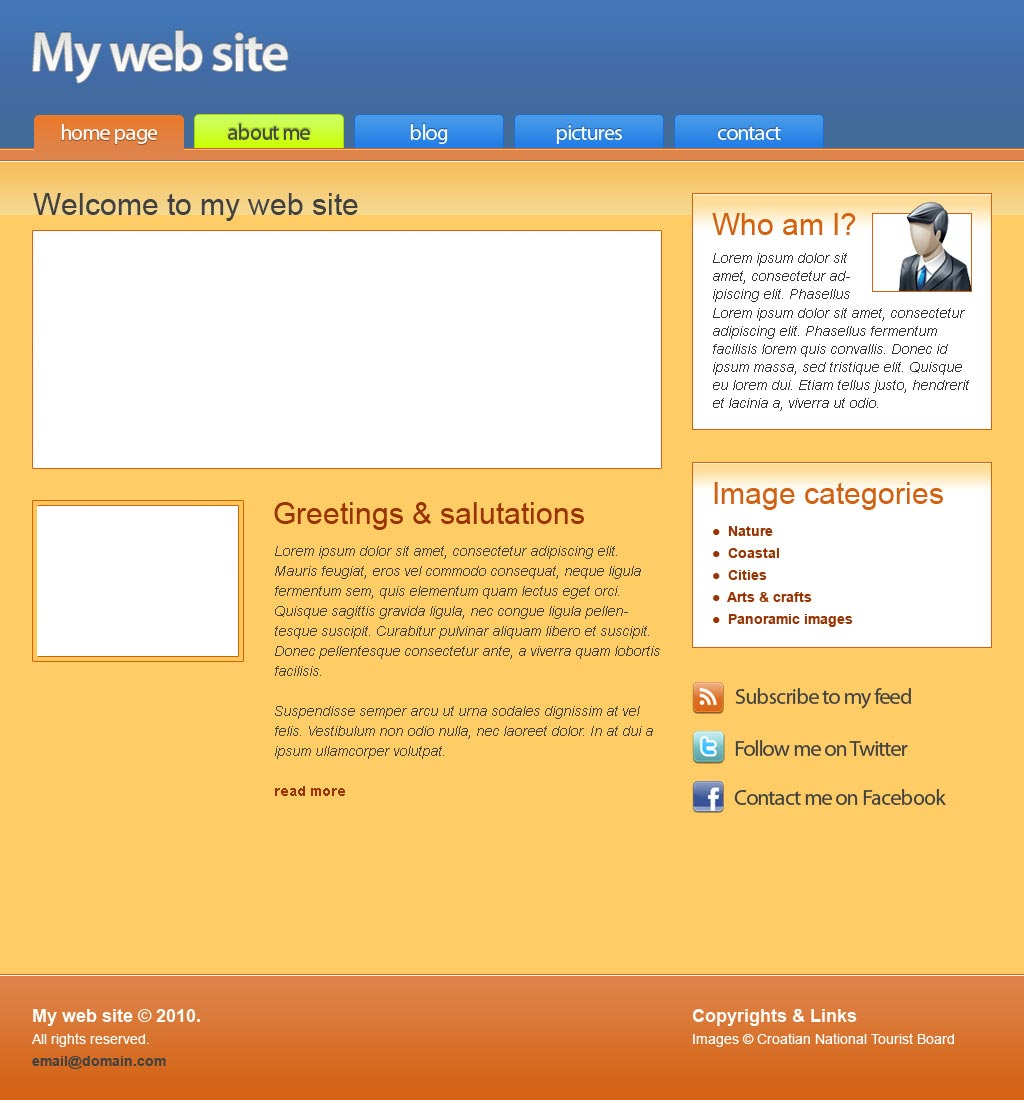 My web site
home page
about me
blog
pictures
contact
Welcome to my web site
Greetings & salutations
Lorem ipsum dolor sit amet, consectetur adipiscing elit.
Mauris feugiat, eros vel commodo consequat, neque ligula
fermentum sem, quis elementum quam lectus eget orci.
Quisque sagittis gravida ligula, nec congue ligula pellen-
tesque suscipit. Curabitur pulvinar aliquam libero et suscipit.
Donec pellentesque consectetur ante, a viverra quam lobortis
facilisis.
Suspendisse semper arcu ut urna sodales dignissim at vel
felis. Vestibulum non odio nulla, nec laoreet dolor. In at dui a
ipsum ullamcorper volutpat.
read more
Who am I?
Lorem ipsum dolor sit
amet, consectetur ad-
ipiscing elit. Phasellus
Lorem ipsum dolor sit amet, consectetur
adipiscing elit. Phasellus fermentum
facilisis lorem quis convallis. Donec id
ipsum massa, sed tristique elit. Quisque
eu lorem dui. Etiam tellus justo, hendrerit
et lacinia a, viverra ut odio.
Image categories
• Nature
• Coastal
• Cities
• Arts & crafts
• Panoramic images
Subscribe to my feed
Follow me on Twitter
Contact me on Facebook
My web site © 2010.
All rights reserved.
email@domain.com
Copyrights & Links
Images © Croatian National Tourist Board